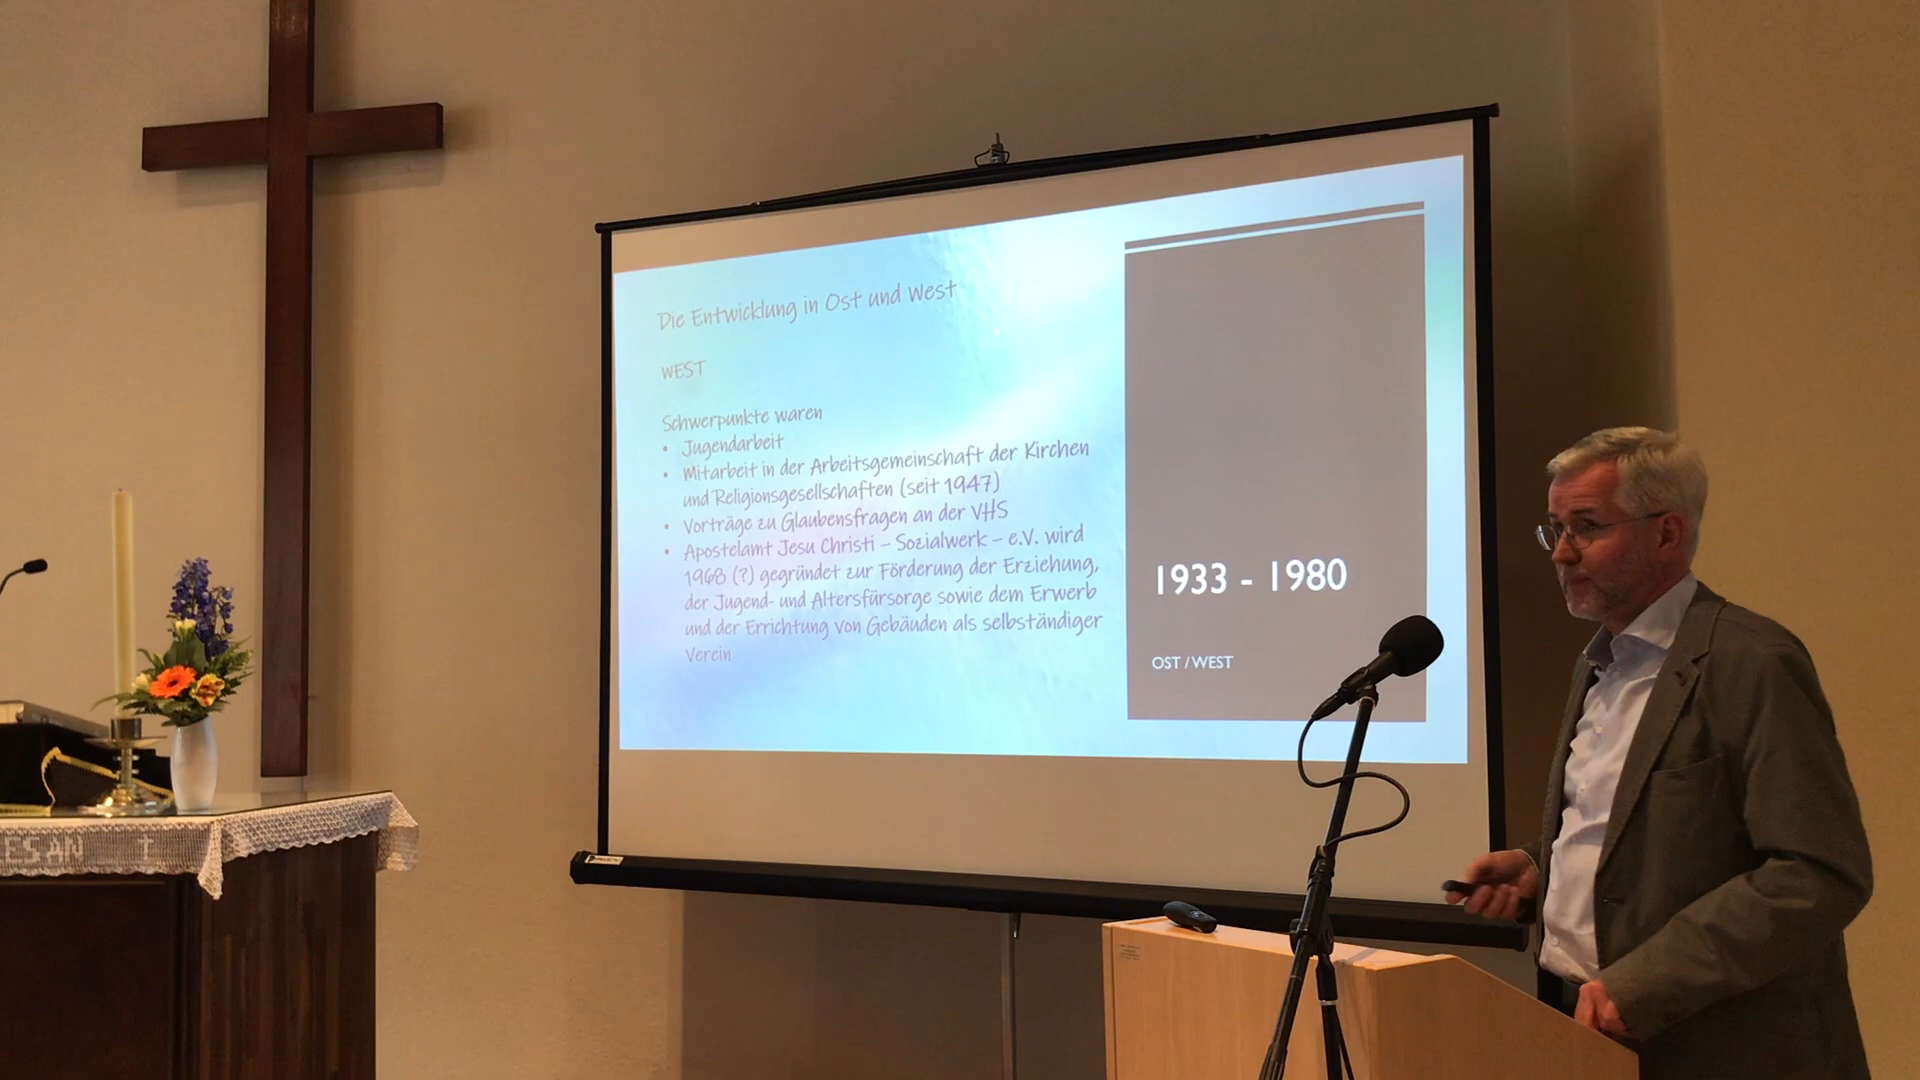 Die Entwicklung in Ost und West
WEST
Schwerpunkte waren
• Jugendarbeit
• Mitarbeit in der Arbeitsgemeinschaft der Kirchen
und Religionsgesellschaften (seit 1947)
• Vorträge zu Glaubensfragen an der VHS
• Apostelamt Jesu Christi – Sozialwerk – e.V. wird
1968 (?) gegründet zur Förderung der Erziehung,
der Jugend- und Altersfürsorge sowie dem Erwerb
und der Errichtung von Gebäuden als selbständiger
Verein
1933 - 1980
OST / WEST